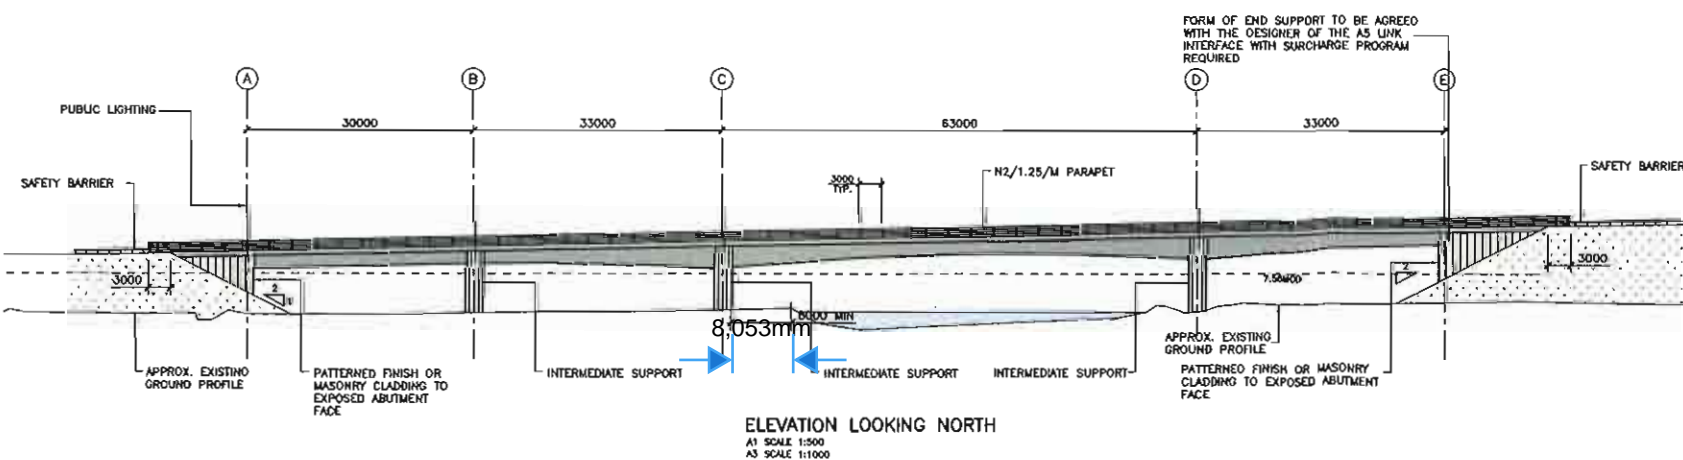 FORM OF END SUPPORT TO BE AGREED
WITH THE DESIGNER OF THE A5 LINK
INTERFACE WITH SURCHARGE PROGRAM
REQUIRED
A
B
C
D
E
PUBLIC LIGHTING
30000
33000
63000
33000
SAFETY BARRIER
3000
TYP.
N2/1.25/M PARAPET
SAFETY BARRIER
3000
2
1
2
3000
6000 MIN
8,053mm
APPROX. EXISTING
GROUND PROFILE
PATTERNED FINISH OR
MASONRY CLADDING TO
EXPOSED ABUTMENT
FACE
INTERMEDIATE SUPPORT
INTERMEDIATE SUPPORT
INTERMEDIATE SUPPORT
APPROX. EXISTING
GROUND PROFILE
PATTERNED FINISH OR MASONRY
CLADDING TO EXPOSED ABUTMENT
FACE
ELEVATION LOOKING NORTH
A1 SCALE 1:500
A3 SCALE 1:1000